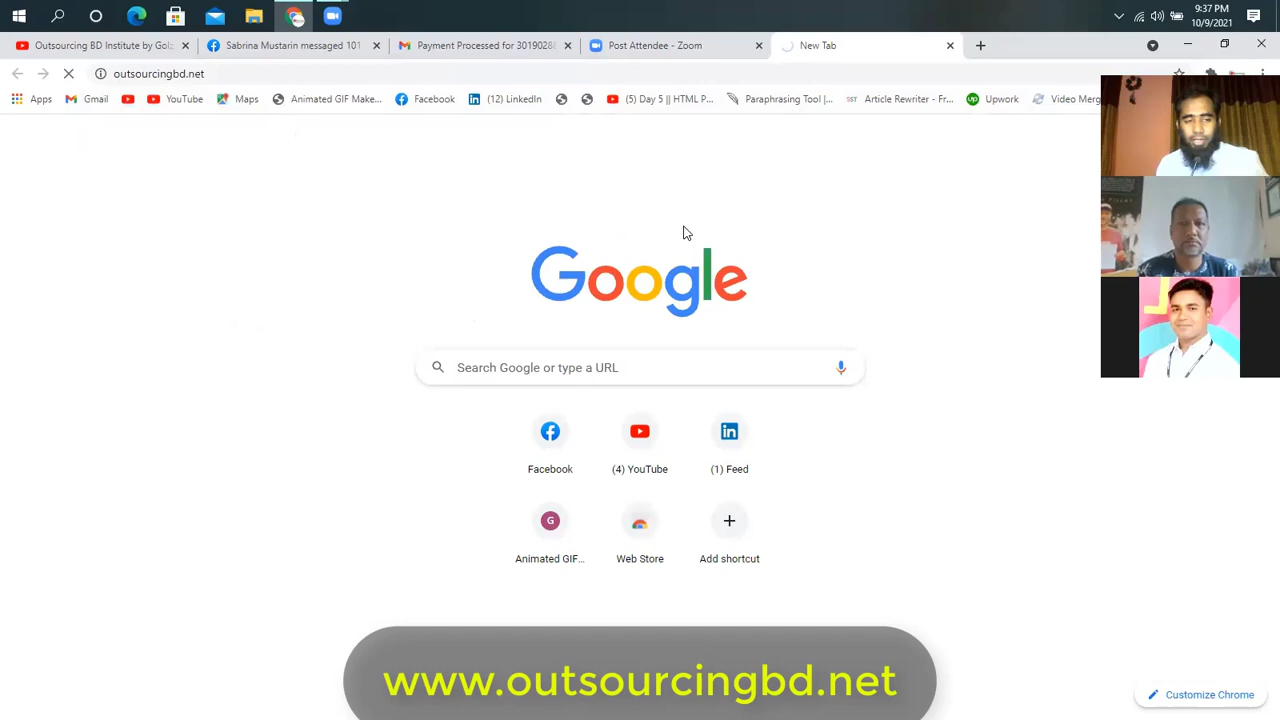 9:37 PM
10/9/2021
Outsourcing BD Institute by Gol
Sabrina Mustarin messaged 101
Payment Processed for 30190288
Post Attendee - Zoom
New Tab
outsourcingbd.net
Apps
Gmail
YouTube
Maps
Animated GIF Make...
Facebook
(12) LinkedIn
(5) Day 5 || HTML P...
Paraphrasing Tool |...
SST
Article Rewriter - Fr...
up
Upwork
Video Merg
Google
Search Google or type a URL
Facebook
(4) YouTube
(1) Feed
G
Animated GIF...
Web Store
Add shortcut
www.outsourcingbd.net
Customize Chrome